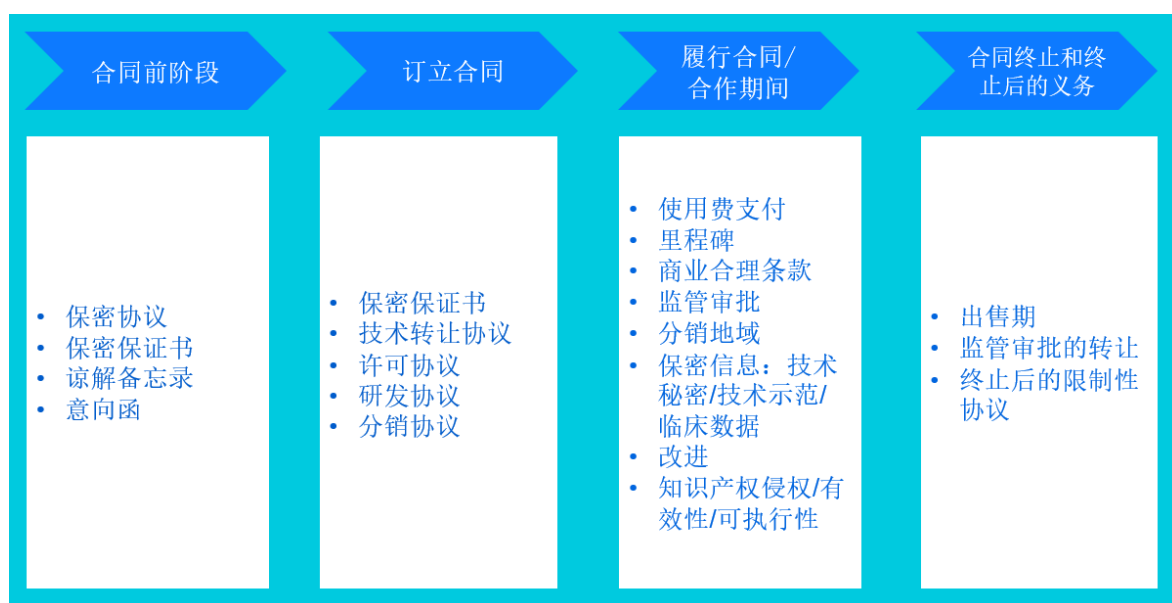 合同前阶段
订立合同
履行合同/
合作期间
合同终止和终
止后的义务
• 保密协议
• 保密保证书
• 谅解备忘录
• 意向函
• 保密保证书
• 技术转让协议
• 许可协议
• 研发协议
• 分销协议
• 使用费支付
• 里程碑
• 商业合理条款
• 监管审批
• 分销地域
• 保密信息：技术
秘密/技术示范/
临床数据
• 改进
• 知识产权侵权/有
效性/可执行性
• 出售期
• 监管审批的转让
• 终止后的限制性
协议